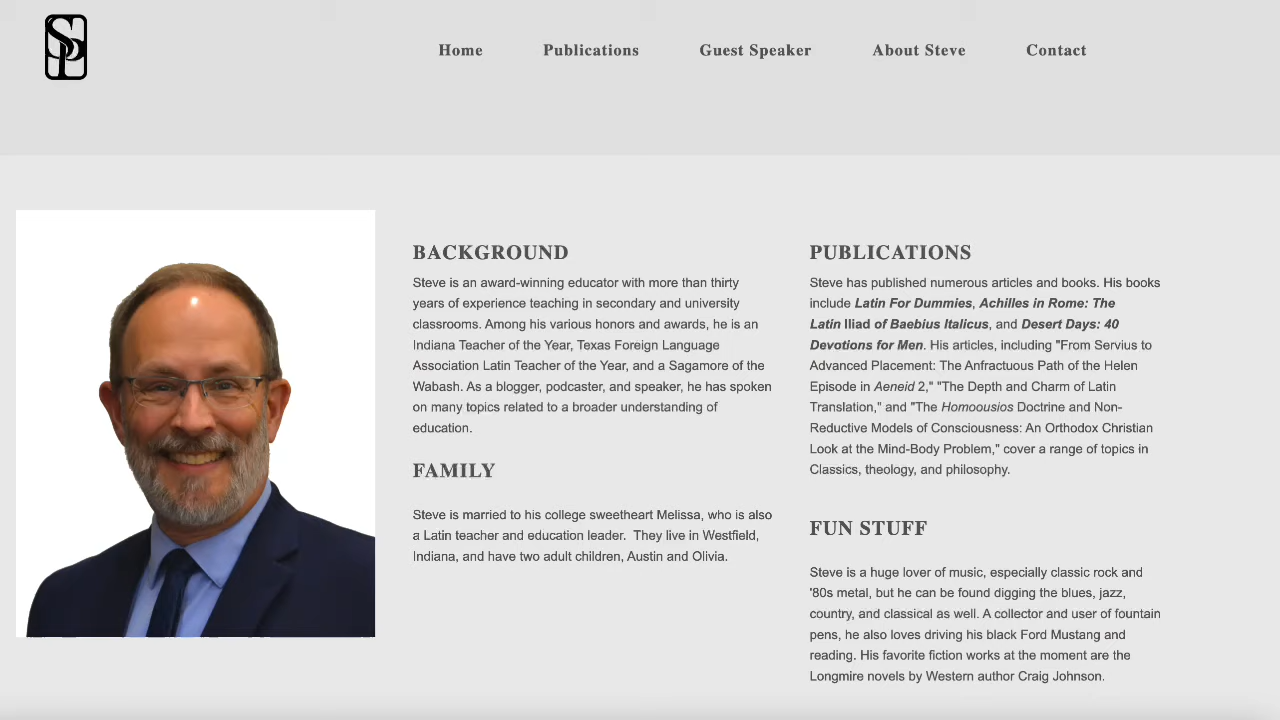 SPL
Home
Publications
Guest Speaker
About Steve
Contact
BACKGROUND
Steve is an award-winning educator with more than thirty
years of experience teaching in secondary and university
classrooms. Among his various honors and awards, he is an
Indiana Teacher of the Year, Texas Foreign Language
Association Latin Teacher of the Year, and a Sagamore of the
Wabash. As a blogger, podcaster, and speaker, he has spoken
on many topics related to a broader understanding of
education.
FAMILY
Steve is married to his college sweetheart Melissa, who is also
a Latin teacher and education leader.  They live in Westfield,
Indiana, and have two adult children, Austin and Olivia.
PUBLICATIONS
Steve has published numerous articles and books. His books
include Latin For Dummies, Achilles in Rome: The
Latin Iliad of Baebius Italicus, and Desert Days: 40
Devotions for Men. His articles, including "From Servius to
Advanced Placement: The Anfractuous Path of the Helen
Episode in Aeneid 2," "The Depth and Charm of Latin
Translation," and "The Homoousios Doctrine and Non-
Reductive Models of Consciousness: An Orthodox Christian
Look at the Mind-Body Problem," cover a range of topics in
Classics, theology, and philosophy.
FUN STUFF
Steve is a huge lover of music, especially classic rock and
'80s metal, but he can be found digging the blues, jazz,
country, and classical as well. A collector and user of fountain
pens, he also loves driving his black Ford Mustang and
reading. His favorite fiction works at the moment are the
Longmire novels by Western author Craig Johnson.